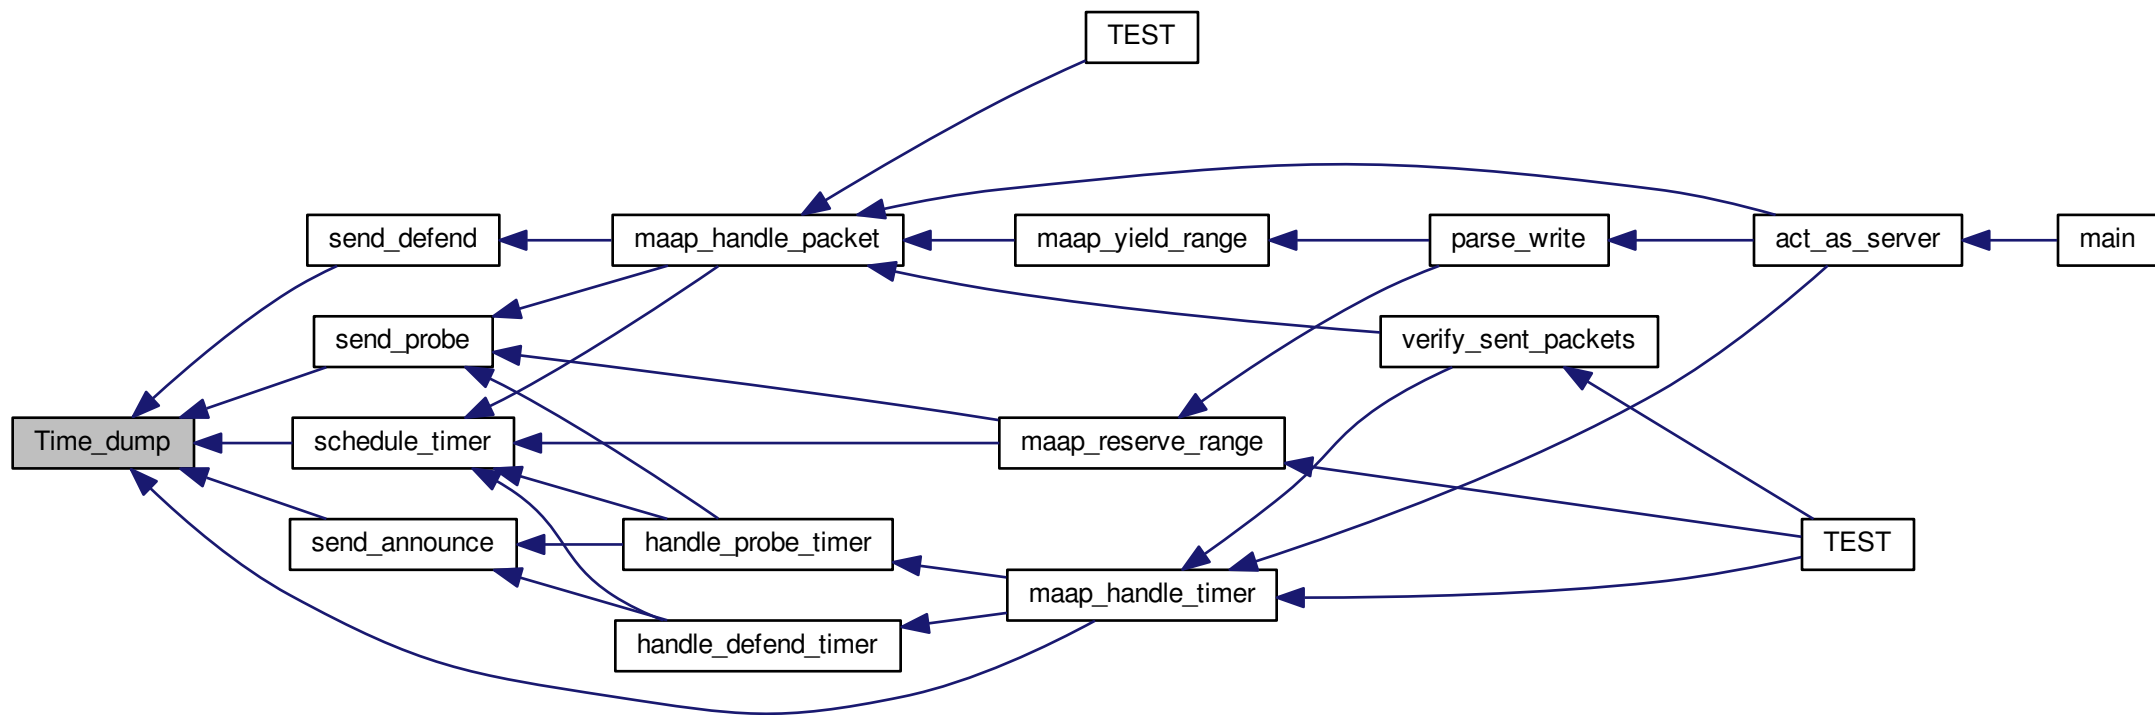 TEST
send_defend
maap_handle_packet
maap_yield_range
parse_write
act_as_server
main
send_probe
verify_sent_packets
Time_dump
schedule_timer
maap_reserve_range
send_announce
handle_probe_timer
TEST
maap_handle_timer
handle_defend_timer